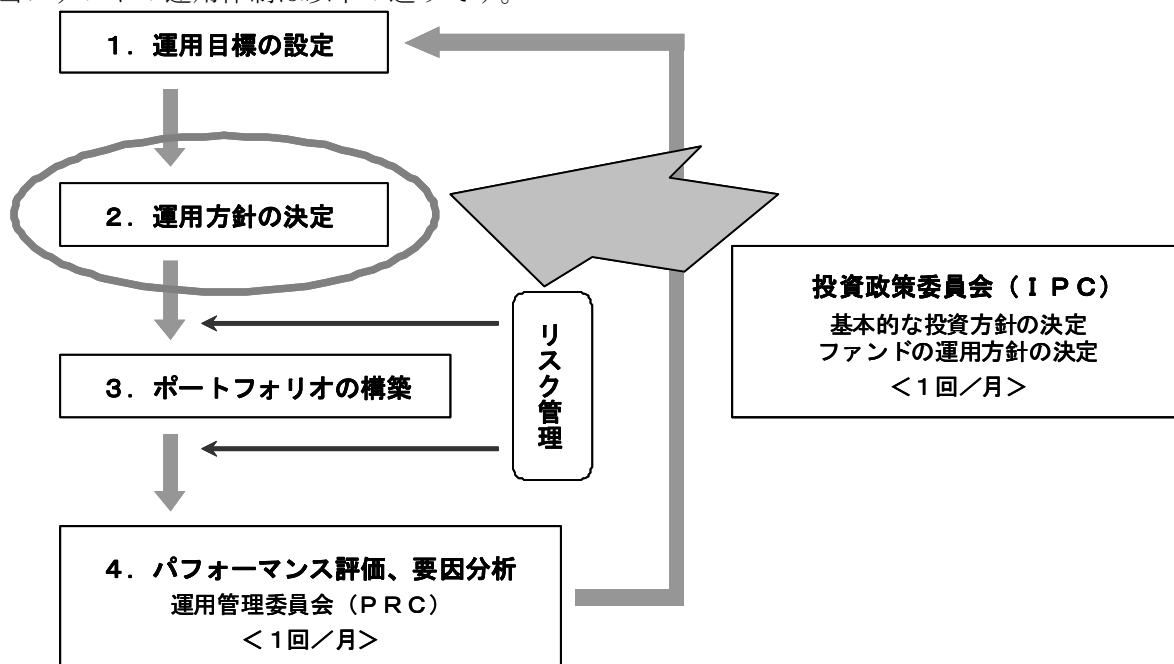 １．運用目標の設定
２．運用方針の決定
投資政策委員会（ＩＰＣ）
基本的な投資方針の決定
ファンドの運用方針の決定
＜１回／月＞
リスク管理
３．ポートフォリオの構築
４．パフォーマンス評価、要因分析
運用管理委員会（ＰＲＣ）
＜１回／月＞